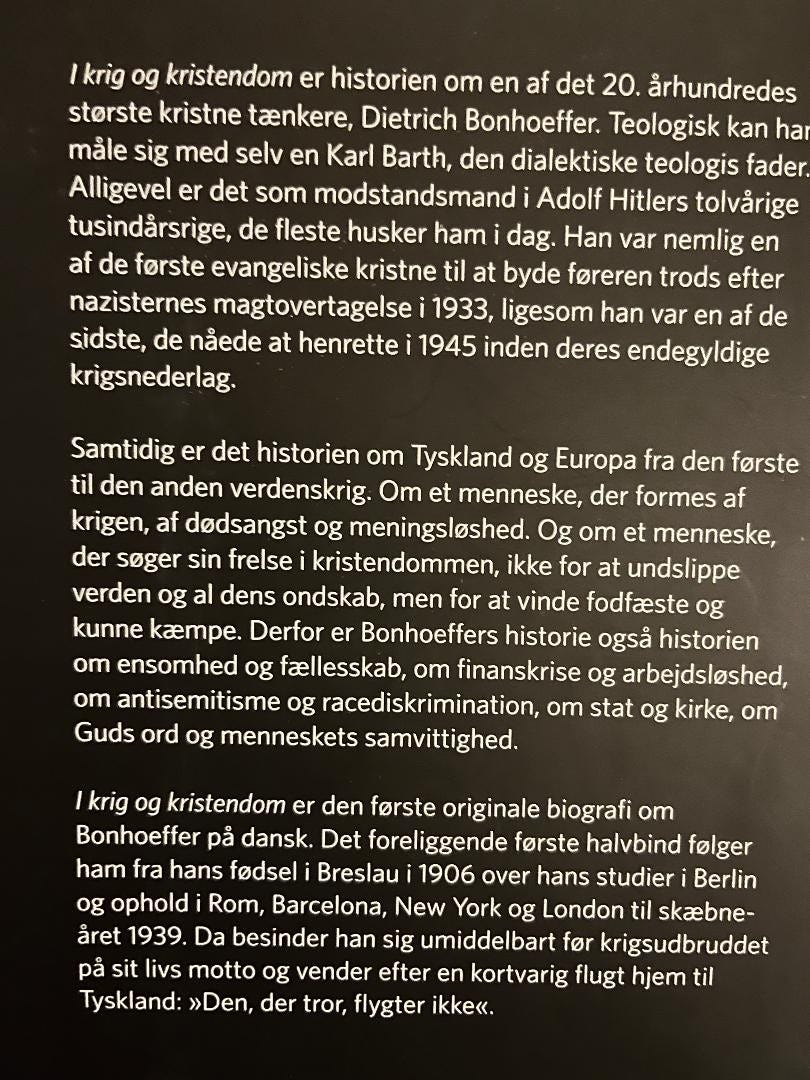 I krig og kristendom er historien om en af det 20. århundredes
største kristne tænkere, Dietrich Bonhoeffer. Teologisk kan han
måle sig med selv en Karl Barth, den dialektiske teologis fader.
Alligevel er det som modstandsmand i Adolf Hitlers tolvårige
tusindårsrige, de fleste husker ham i dag. Han var nemlig en
af de første evangeliske kristne til at byde føreren trods efter
nazisternes magtovertagelse i 1933, ligesom han var en af de
sidste, de nåede at henrette i 1945 inden deres endegyldige
krigsnederlag.
Samtidig er det historien om Tyskland og Europa fra den første
til den anden verdenskrig. Om et menneske, der formes af
krigen, af dødsangst og meningsløshed. Og om et menneske,
der søger sin frelse i kristendommen, ikke for at undslippe
verden og al dens ondskab, men for at vinde fodfæste og
kunne kæmpe. Derfor er Bonhoeffers historie også historien
om ensomhed og fællesskab, om finanskrise og arbejdsløshed,
om antisemitisme og racediskrimination, om stat og kirke, om
Guds ord og menneskets samvittighed.
I krig og kristendom er den første originale biografi om
Bonhoeffer på dansk. Det foreliggende første halvbind følger
ham fra hans fødsel i Breslau i 1906 over hans studier i Berlin
og ophold i Rom, Barcelona, New York og London til skæbne-
året 1939. Da besinder han sig umiddelbart før krigsudbruddet
på sit livs motto og vender efter en kortvarig flugt hjem til
Tyskland: »Den, der tror, flygter ikke«.